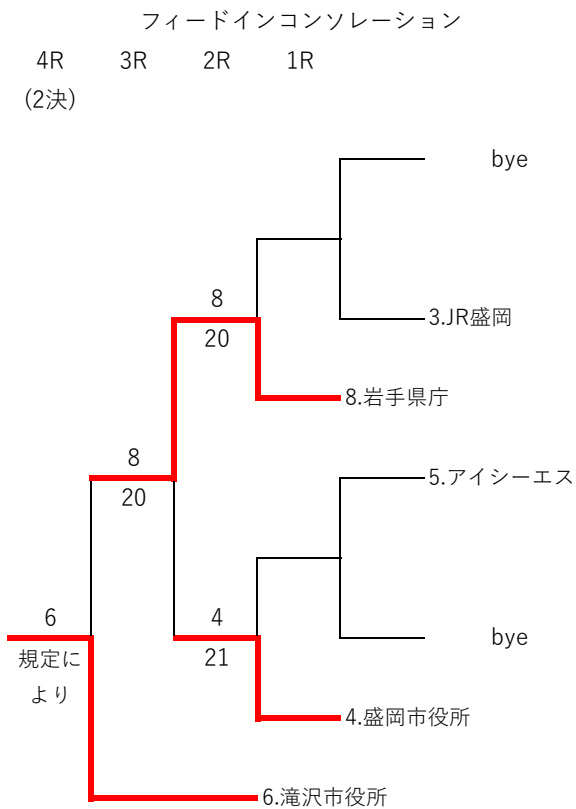 フィードインコンソレーション
4R 3R 2R 1R
(2決)
bye
8
3.JR盛岡
20
8.岩手県庁
8
5.アイシーエス
20
6
4
bye
規定に
21
より
4.盛岡市役所
6.滝沢市役所